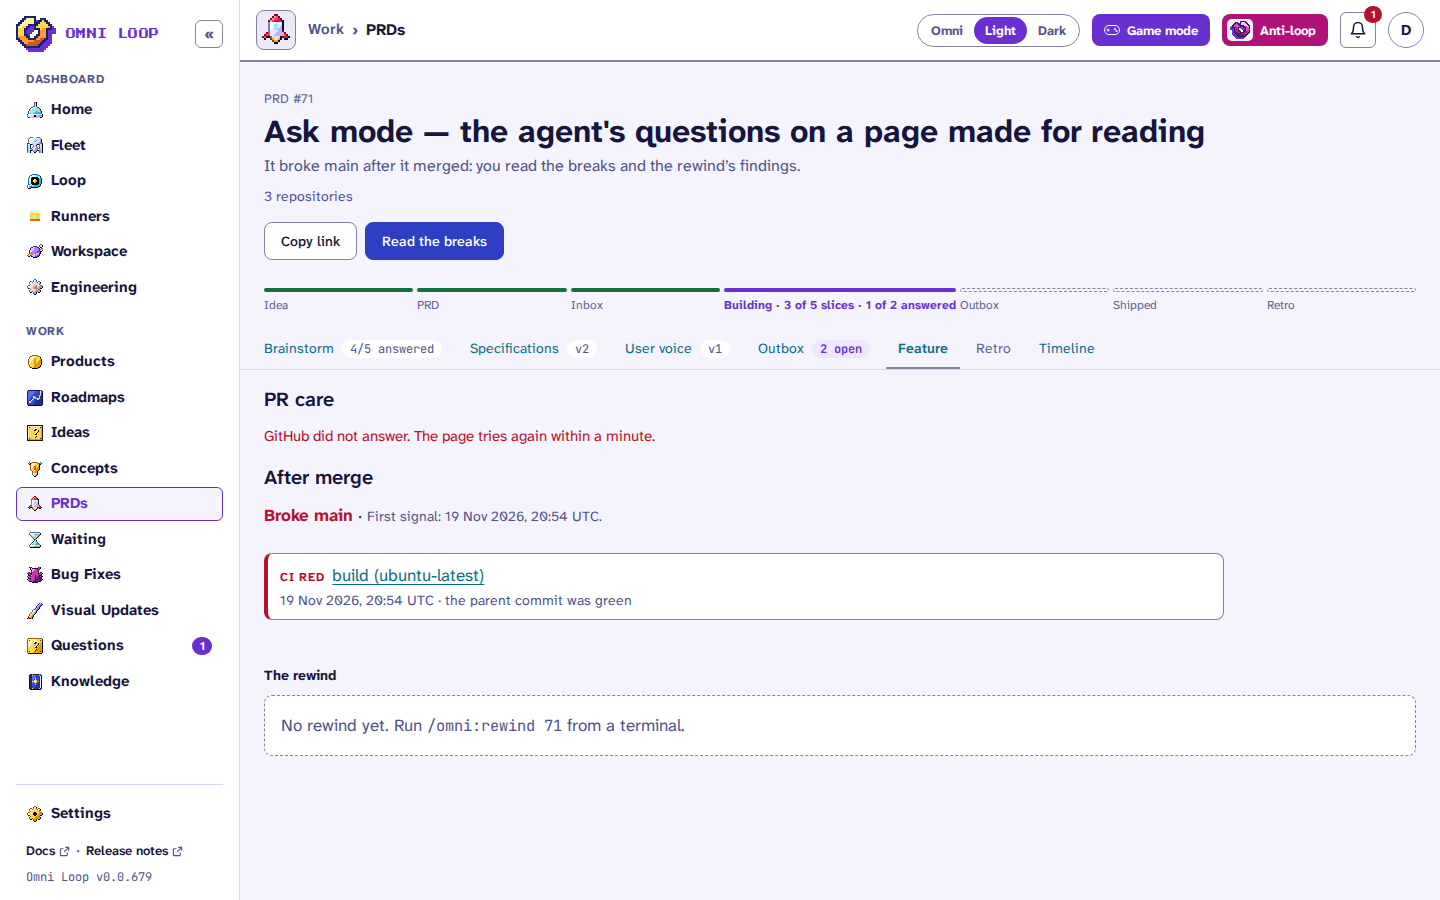 OMNI LOOP
«
DASHBOARD
Home
Fleet
Loop
Runners
Workspace
Engineering
WORK
Products
Roadmaps
Ideas
Concepts
PRDs
Waiting
Bug Fixes
Visual Updates
Questions 1
Knowledge
Settings
Docs · Release notes
Omni Loop v0.0.679
Work › PRDs
Omni Light Dark
Game mode
Anti-loop
1
D
PRD #71
Ask mode — the agent's questions on a page made for reading
It broke main after it merged: you read the breaks and the rewind’s findings.
3 repositories
Copy link Read the breaks
Idea PRD Inbox Building · 3 of 5 slices · 1 of 2 answered Outbox Shipped Retro
Brainstorm 4/5 answered Specifications v2 User voice v1 Outbox 2 open Feature Retro Timeline
PR care
GitHub did not answer. The page tries again within a minute.
After merge
Broke main · First signal: 19 Nov 2026, 20:54 UTC.
CI RED build (ubuntu-latest)
19 Nov 2026, 20:54 UTC · the parent commit was green
The rewind
No rewind yet. Run /omni:rewind 71 from a terminal.